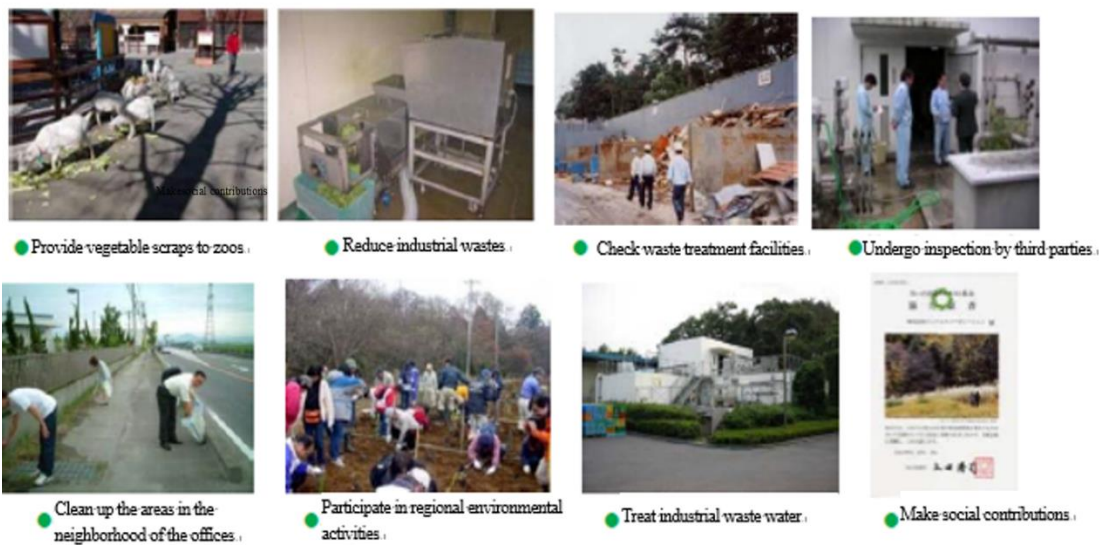 Make social contributions
Provide vegetable scraps to zoos
Reduce industrial wastes
Check waste treatment facilities
Undergo inspection by third parties
Clean up the areas in the
neighborhood of the offices
Participate in regional environmental
activities
Treat industrial waste water
Make social contributions